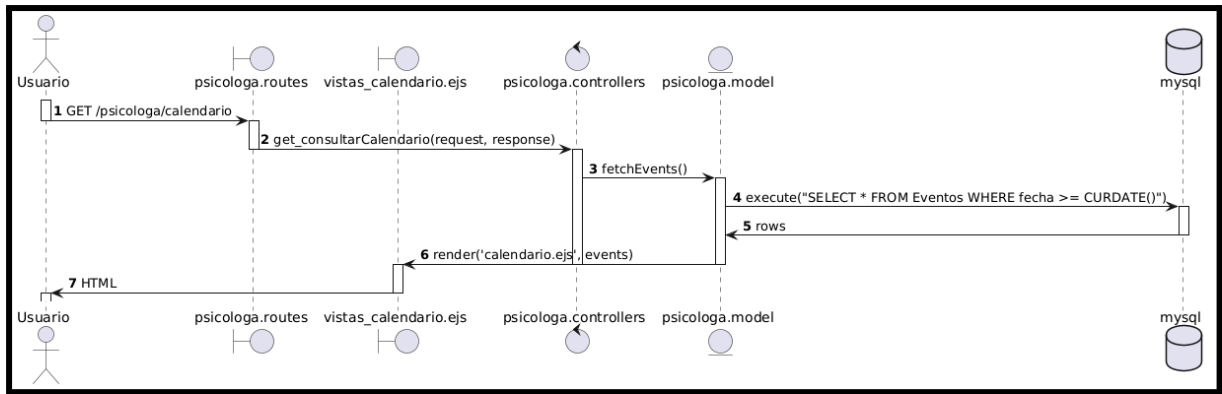 Usuario
psicologa.routes
vistas_calendario.ejs
psicologa.controllers
psicologa.model
mysql
1 GET /psicologa/calendario
2 get_consultarCalendario(request, response)
3 fetchEvents()
4 execute("SELECT * FROM Eventos WHERE fecha >= CURDATE()")
5 rows
6 render('calendario.ejs', events)
7 HTML
Usuario
psicologa.routes
vistas_calendario.ejs
psicologa.controllers
psicologa.model
mysql